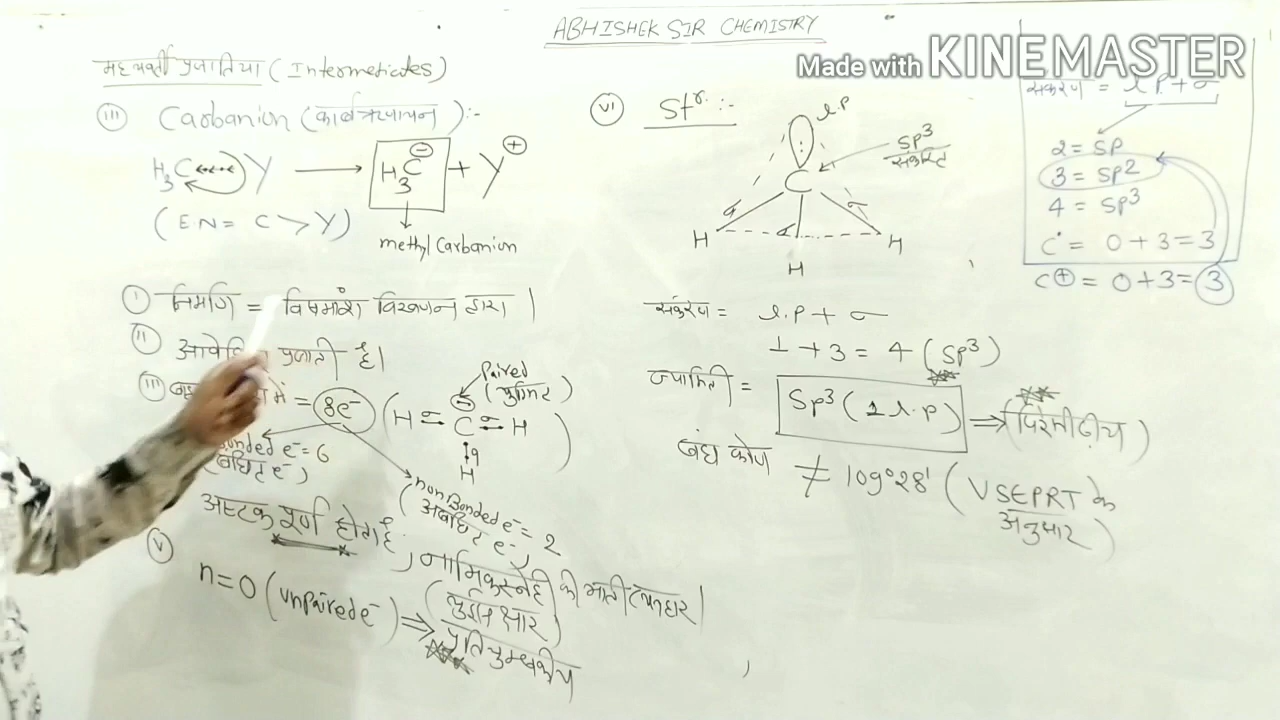 ABHISHEK SIR CHEMISTRY
Made with KINEMASTER
मध्यवर्ती प्रजातिया (Intermeticates)
(iii) Carbanion (कार्बऋणायन) :-
H3C Y → H3C⊖ + Y⊕
(E.N = C > Y)
methyl Carbanion
(i) निर्माण = विषमांश विखण्डन द्वारा |
(ii) प्रजाती है।
(iii) में = 8e⁻
Bonded e⁻ = 6
(बंधित e⁻)
non Bonded e⁻ = 2
(अबंधित e⁻)
Paired
(युग्मित)
H = C = H
H
अष्टक पूर्ण होता है, नाभिकस्नेही की भाती व्यवहार |
(लुईस क्षार)
(V) n=0 (unpaired e⁻) ⇒ प्रतिचुम्बकीय
(vi) Str. :-
l.p
Sp³
संकरित
C
σ σ
H H
H
संकरण = l.p + σ
1 + 3 = 4 (Sp³)
ज्यामिती = Sp³ (1 l.p) ⇒ (पिरेमीडीय)
बंध कोण ≠ 109°28' (VSEPRT के
अनुसार)
संकरण = l.p + σ
2 = SP
3 = SP2
4 = SP3
C• = 0 + 3 = 3
C⊕ = 0 + 3 = 3